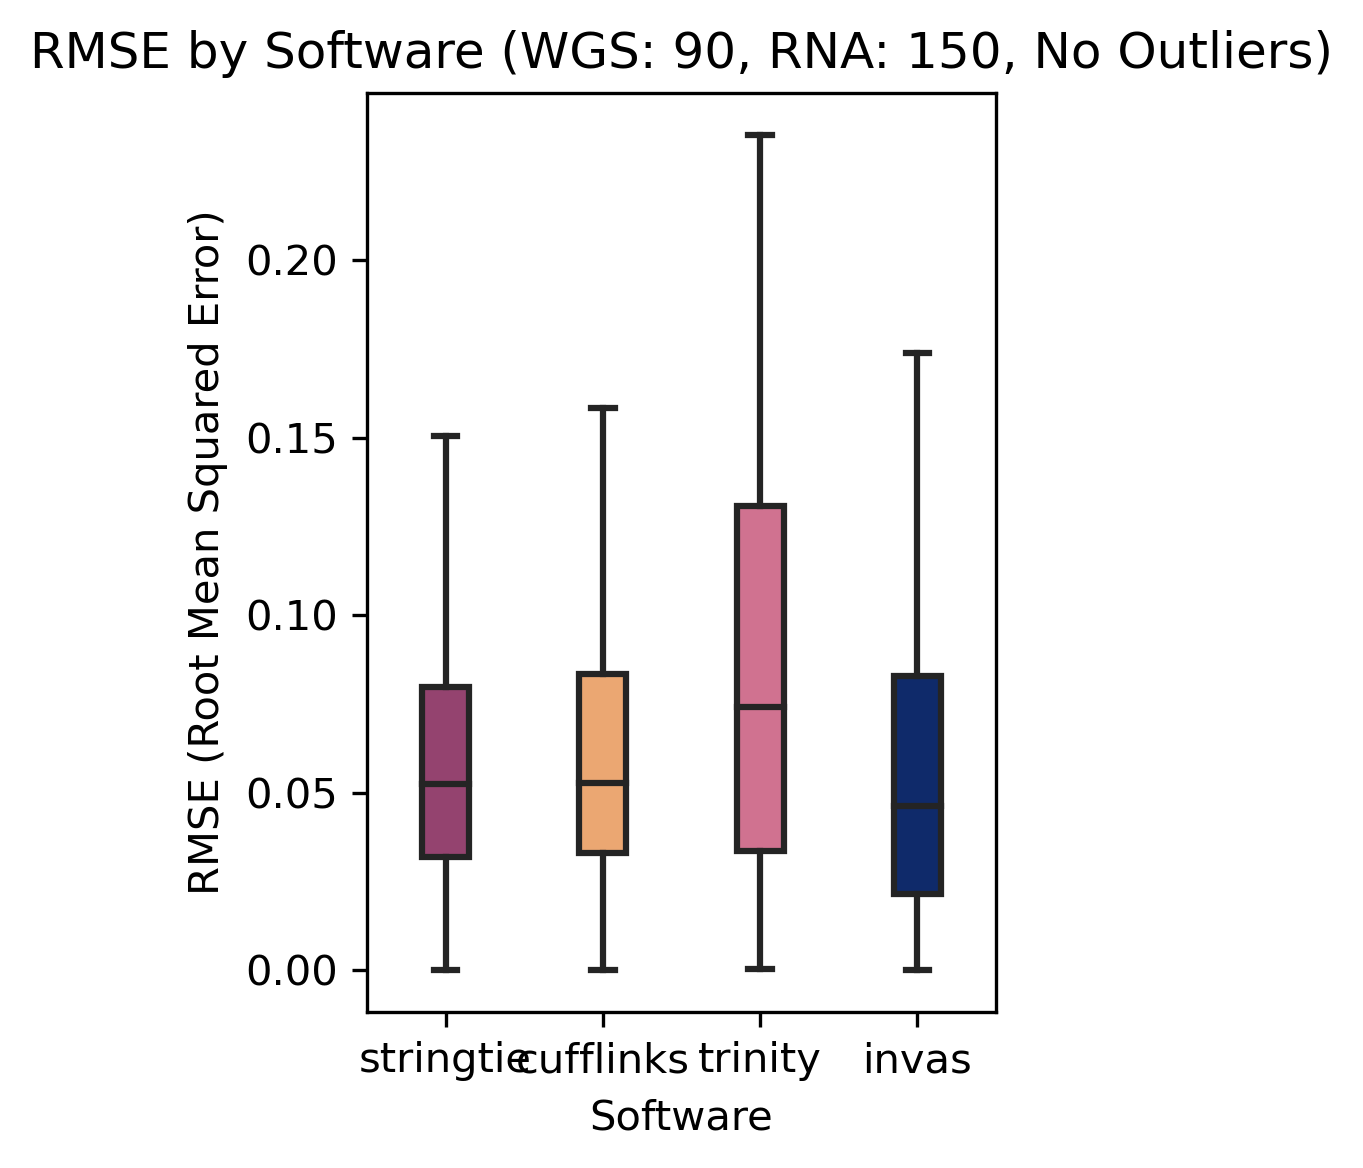 RMSE by Software (WGS: 90, RNA: 150, No Outliers)
RMSE (Root Mean Squared Error)
0.20
0.15
0.10
0.05
0.00
stringtie cufflinks trinity invas
Software